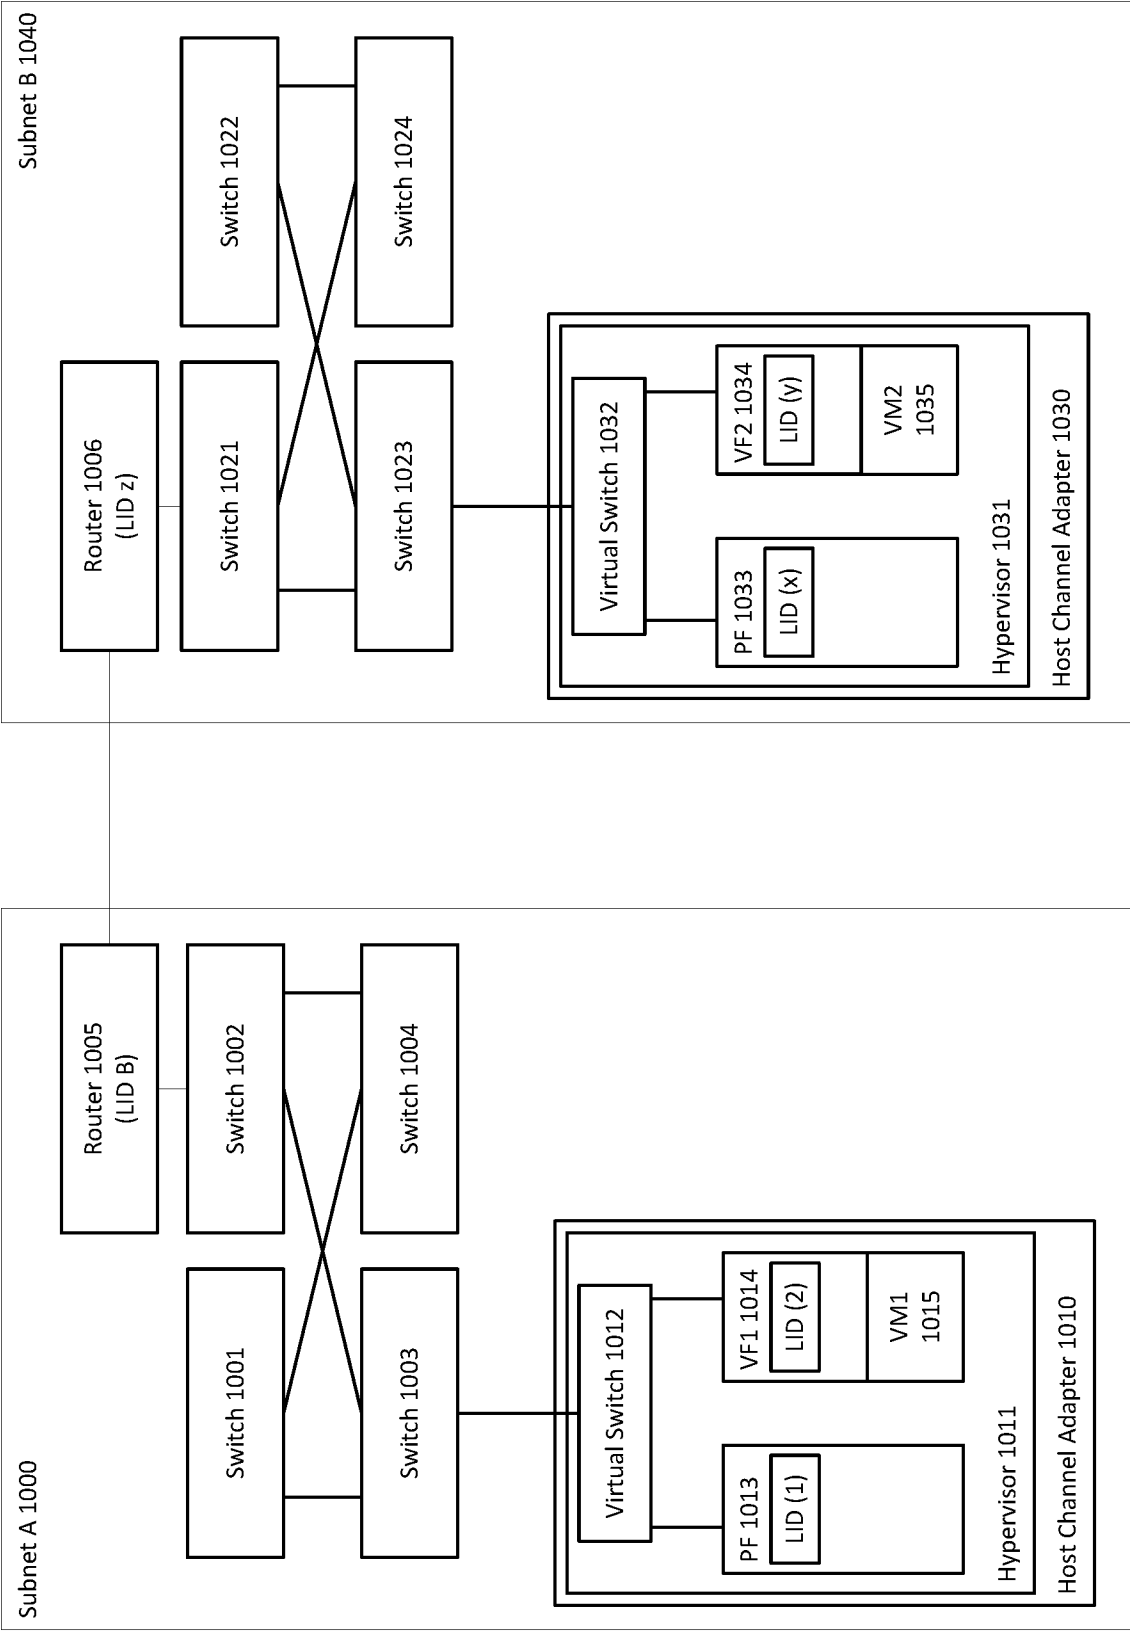 Subnet A 1000
Router 1005
(LID B)
Switch 1001
Switch 1002
Switch 1003
Switch 1004
Virtual Switch 1012
PF 1013
LID (1)
VF1 1014
LID (2)
VM1
1015
Hypervisor 1011
Host Channel Adapter 1010
Subnet B 1040
Router 1006
(LID z)
Switch 1021
Switch 1022
Switch 1023
Switch 1024
Virtual Switch 1032
PF 1033
LID (x)
VF2 1034
LID (y)
VM2
1035
Hypervisor 1031
Host Channel Adapter 1030